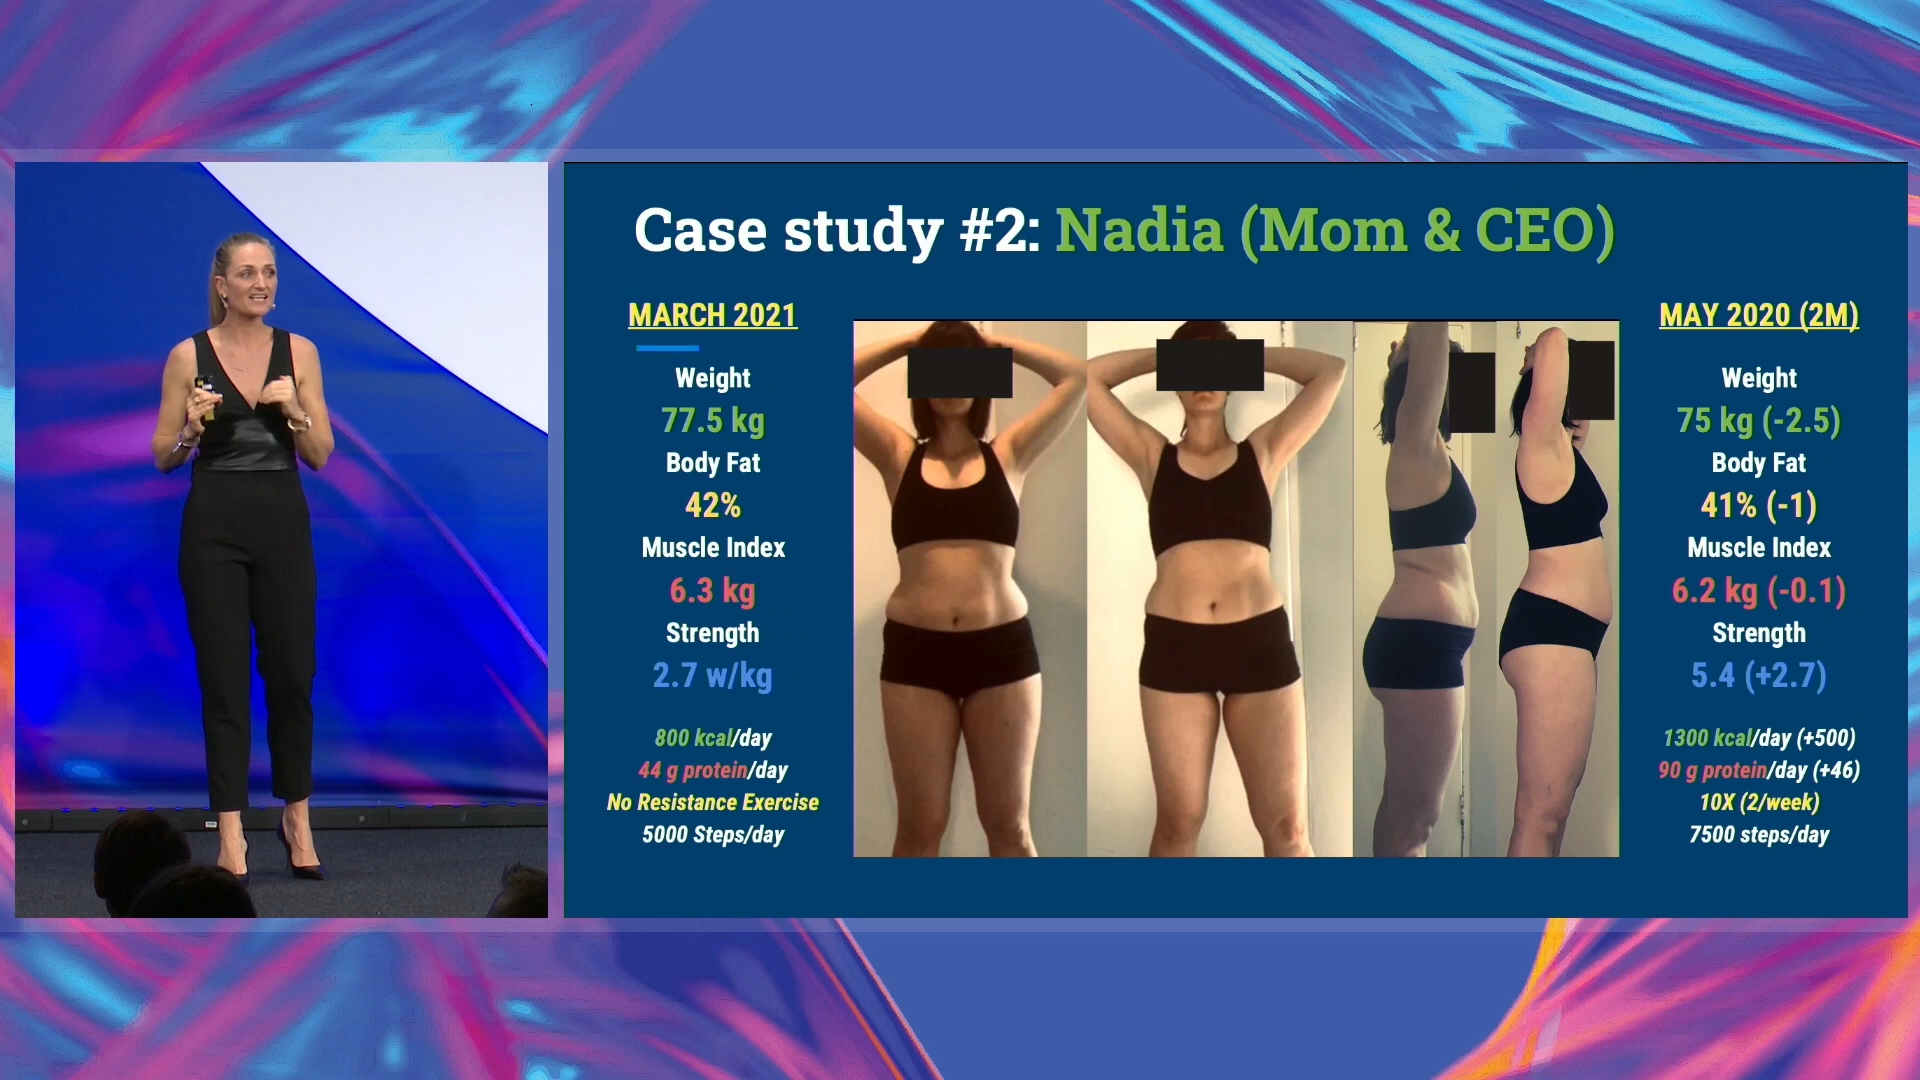 Case study #2: Nadia (Mom & CEO)
MARCH 2021
Weight
77.5 kg
Body Fat
42%
Muscle Index
6.3 kg
Strength
2.7 w/kg
800 kcal/day
44 g protein/day
No Resistance Exercise
5000 Steps/day
MAY 2020 (2M)
Weight
75 kg (-2.5)
Body Fat
41% (-1)
Muscle Index
6.2 kg (-0.1)
Strength
5.4 (+2.7)
1300 kcal/day (+500)
90 g protein/day (+46)
10X (2/week)
7500 steps/day